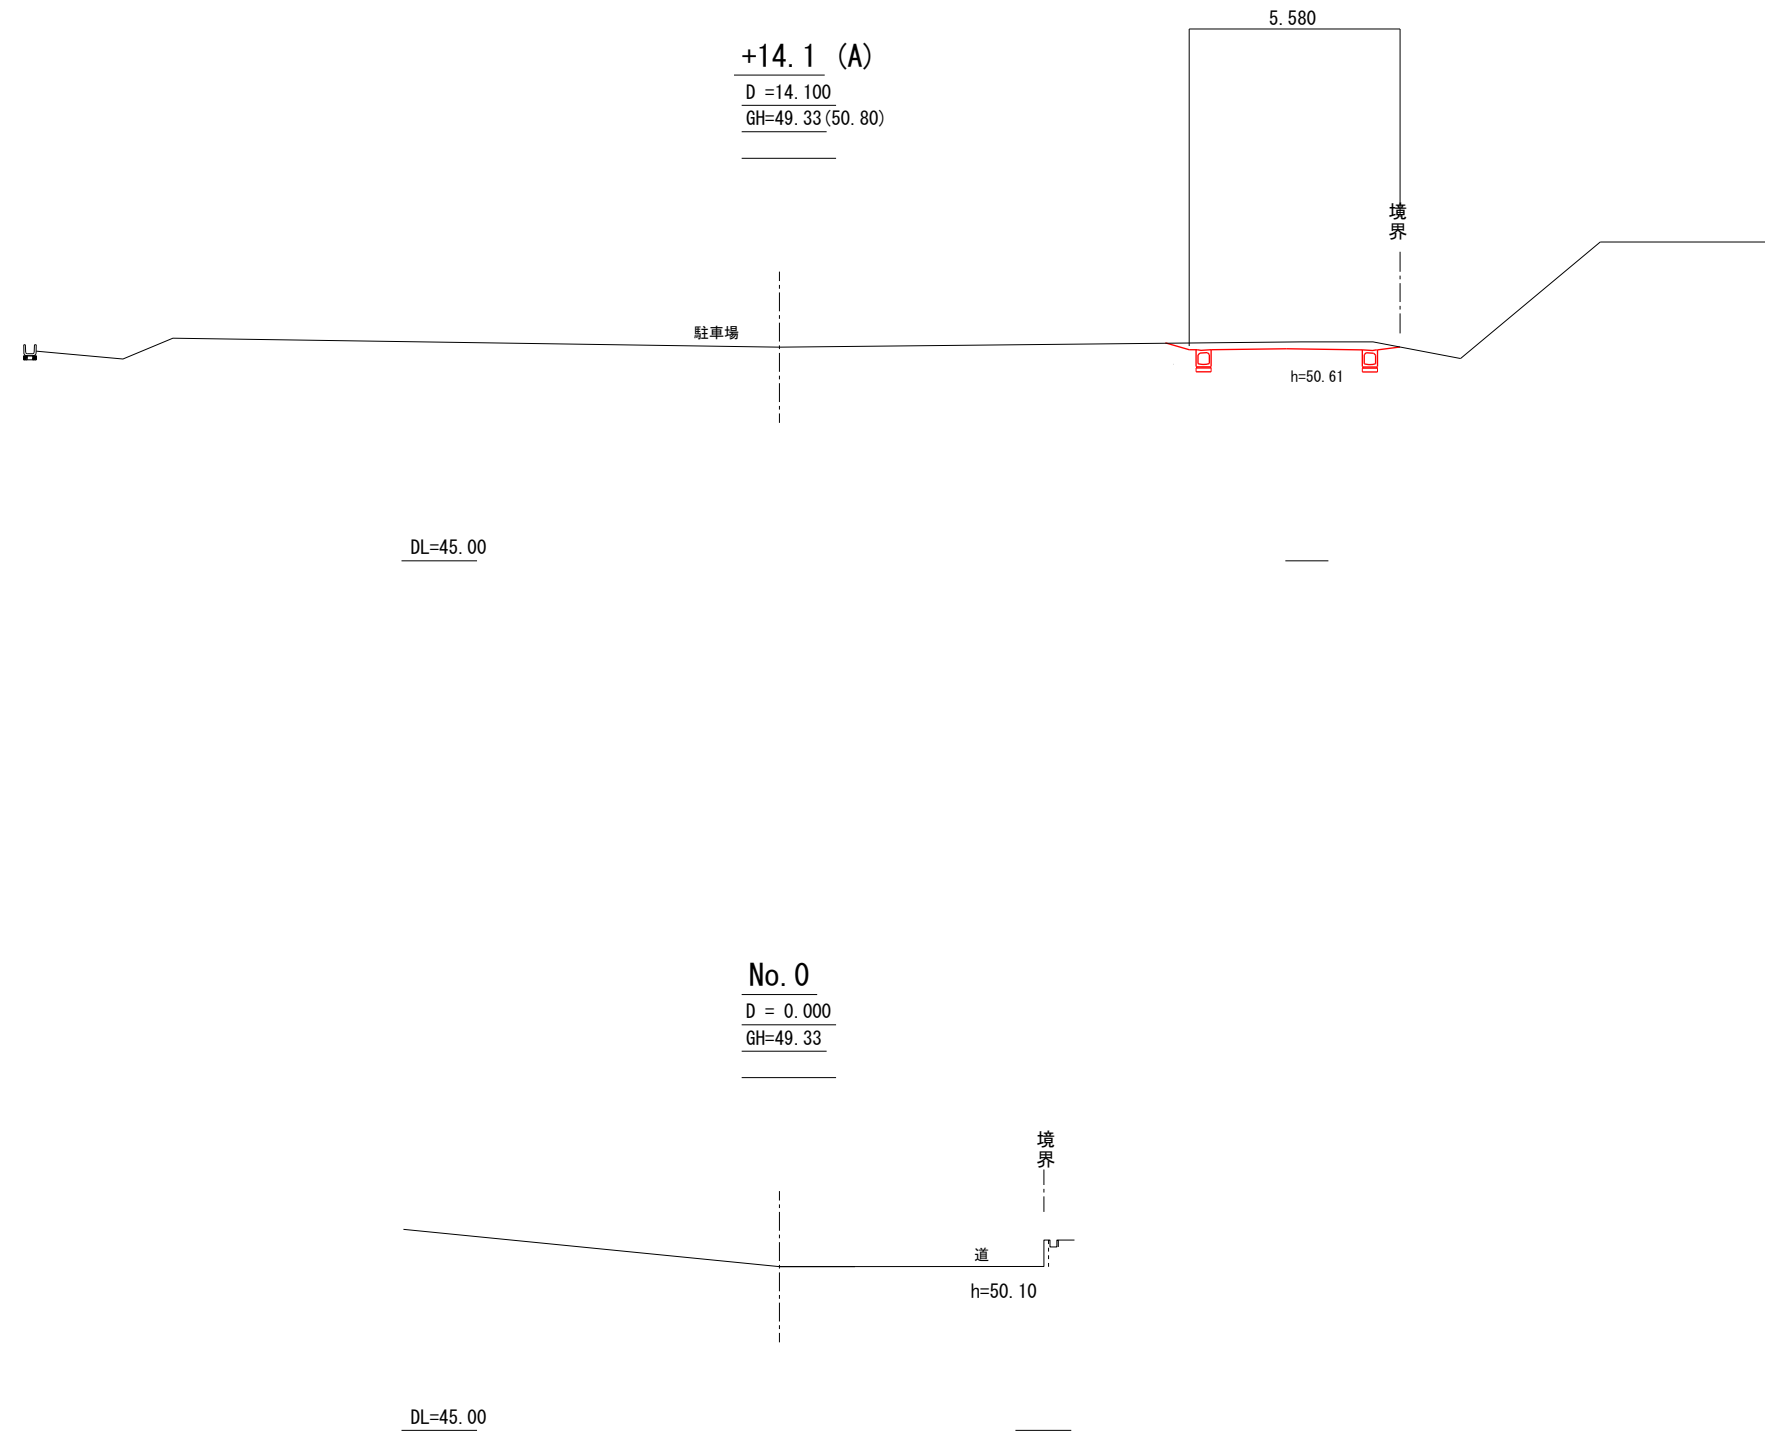 5.580
+14.1 (A)
D =14.100
GH=49.33(50.80)
境界
駐車場
h=50.61
DL=45.00
No.0
D = 0.000
GH=49.33
境界
道
h=50.10
DL=45.00